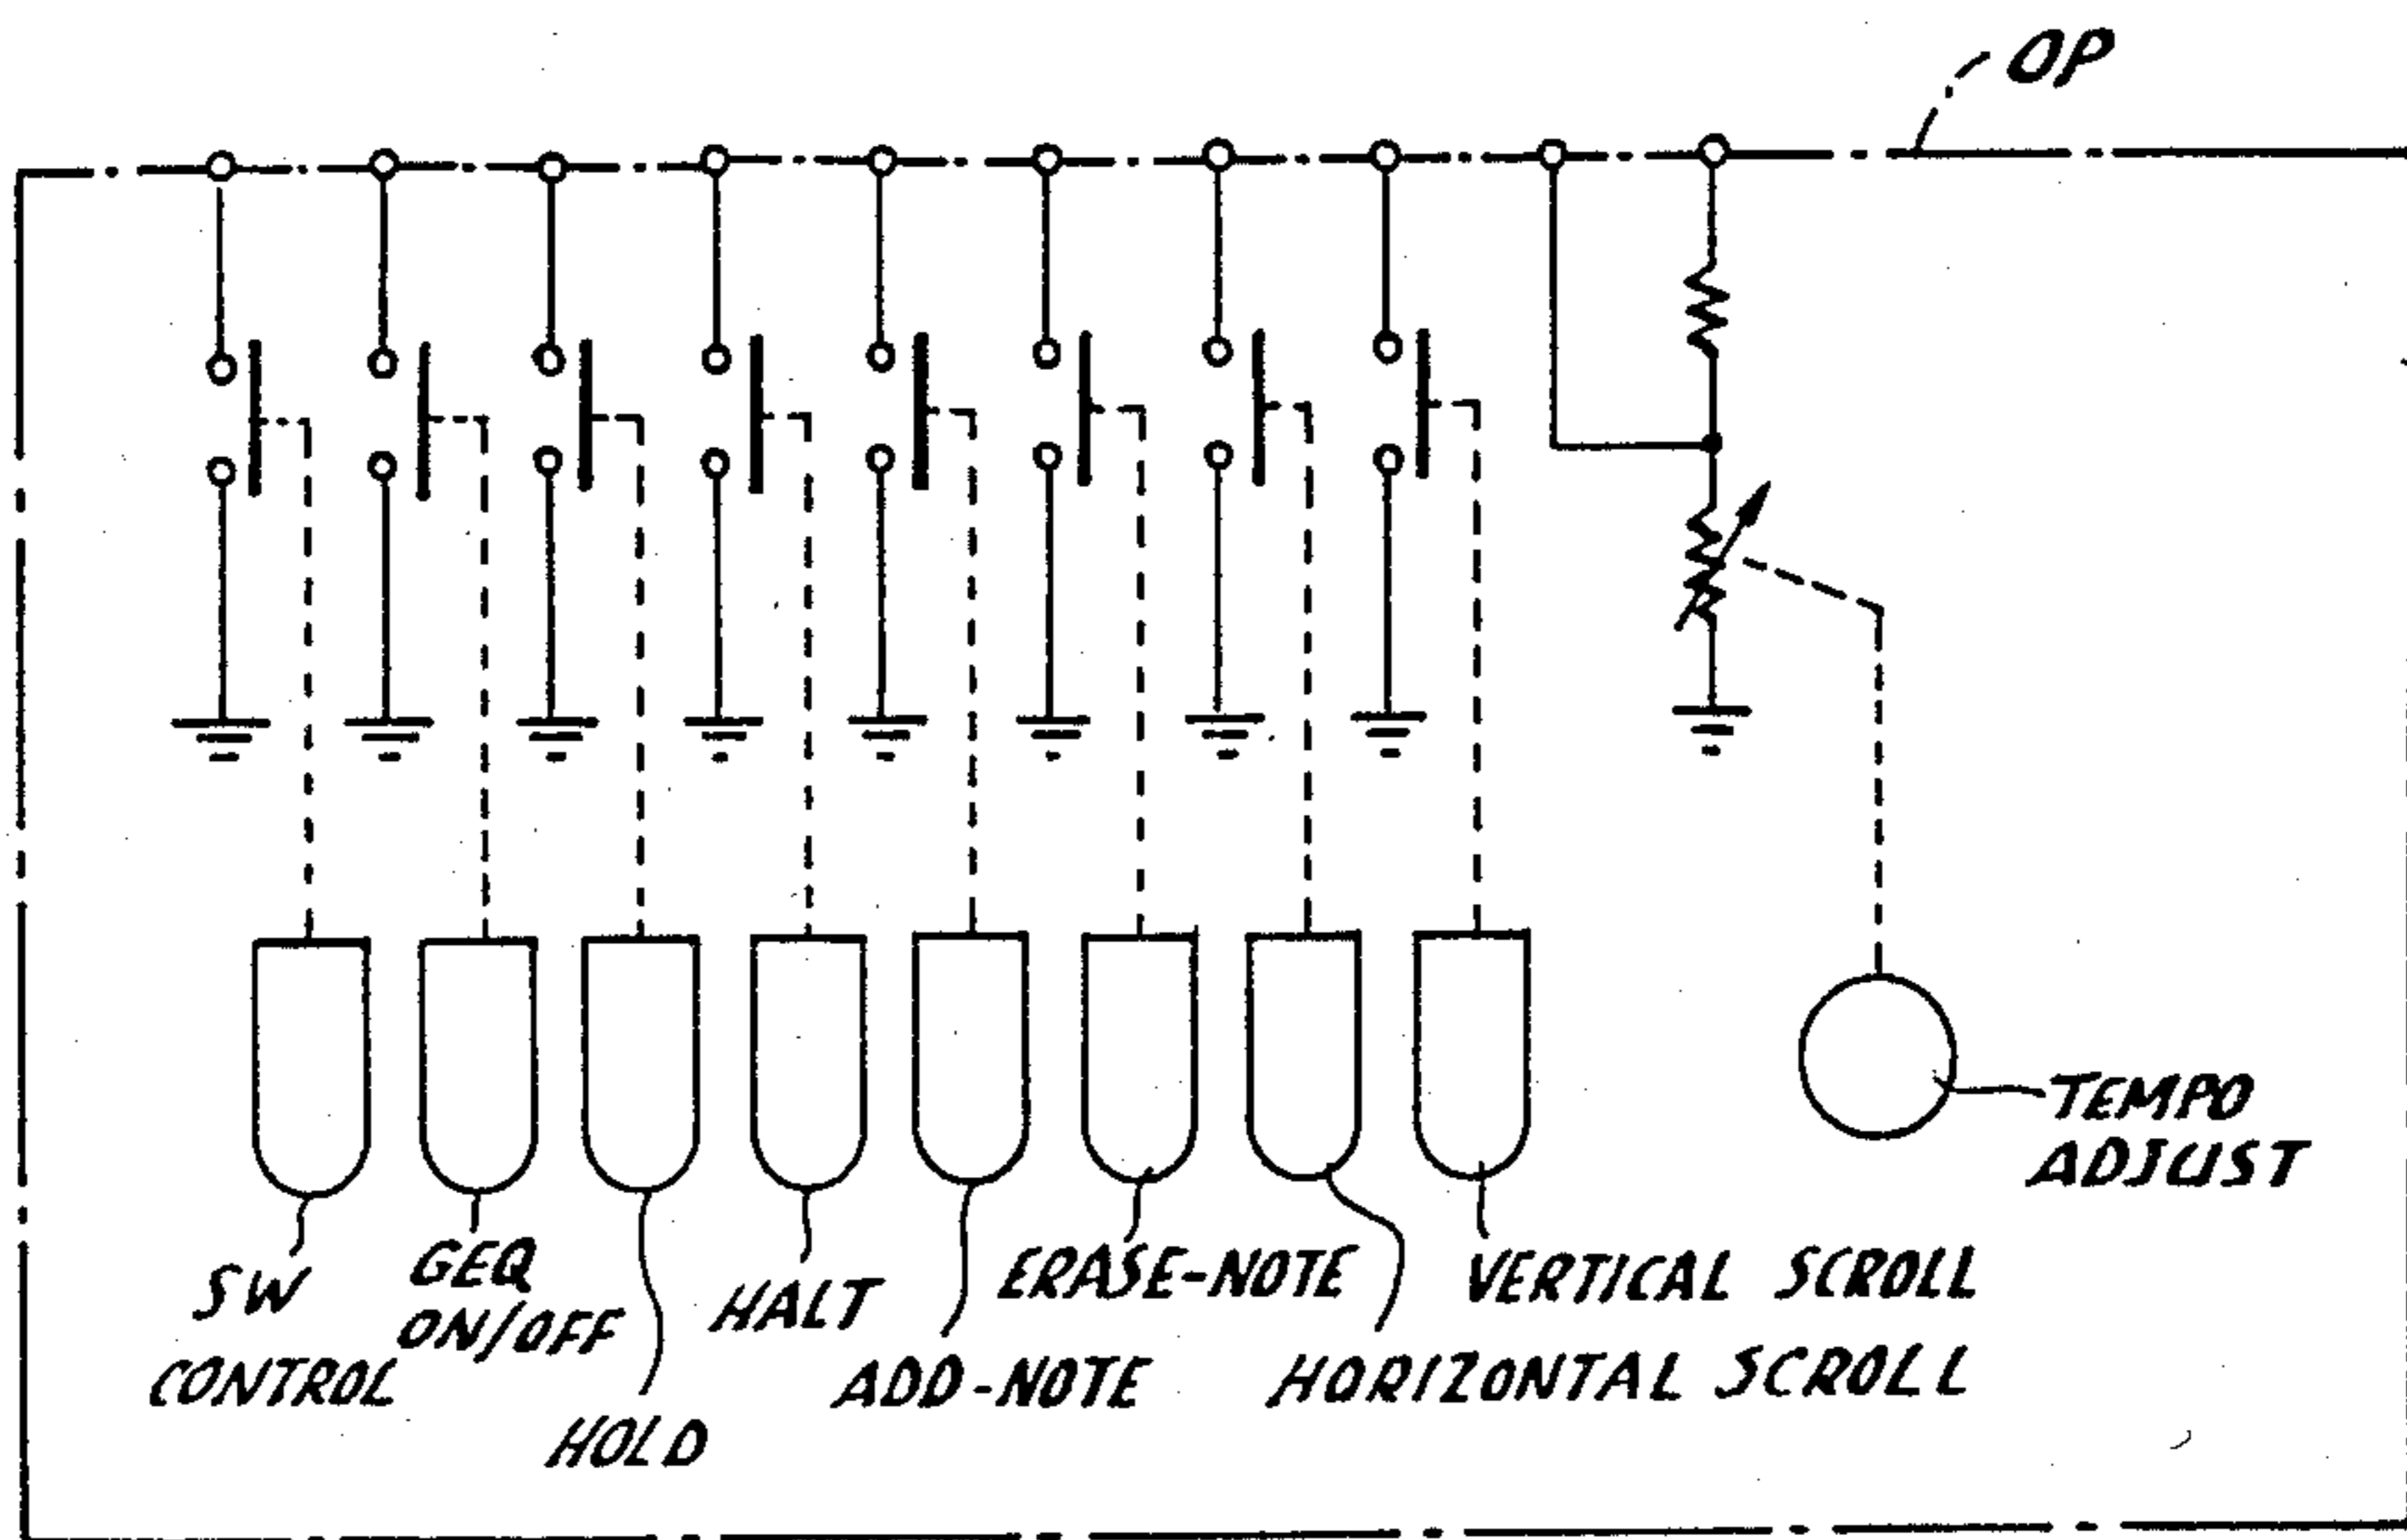 OP
TEMPO
ADJUST
SW
CONTROL
GEQ
ON/OFF
HOLD
HALT
ADD-NOTE
ERASE-NOTE
HORIZONTAL SCROLL
VERTICAL SCROLL